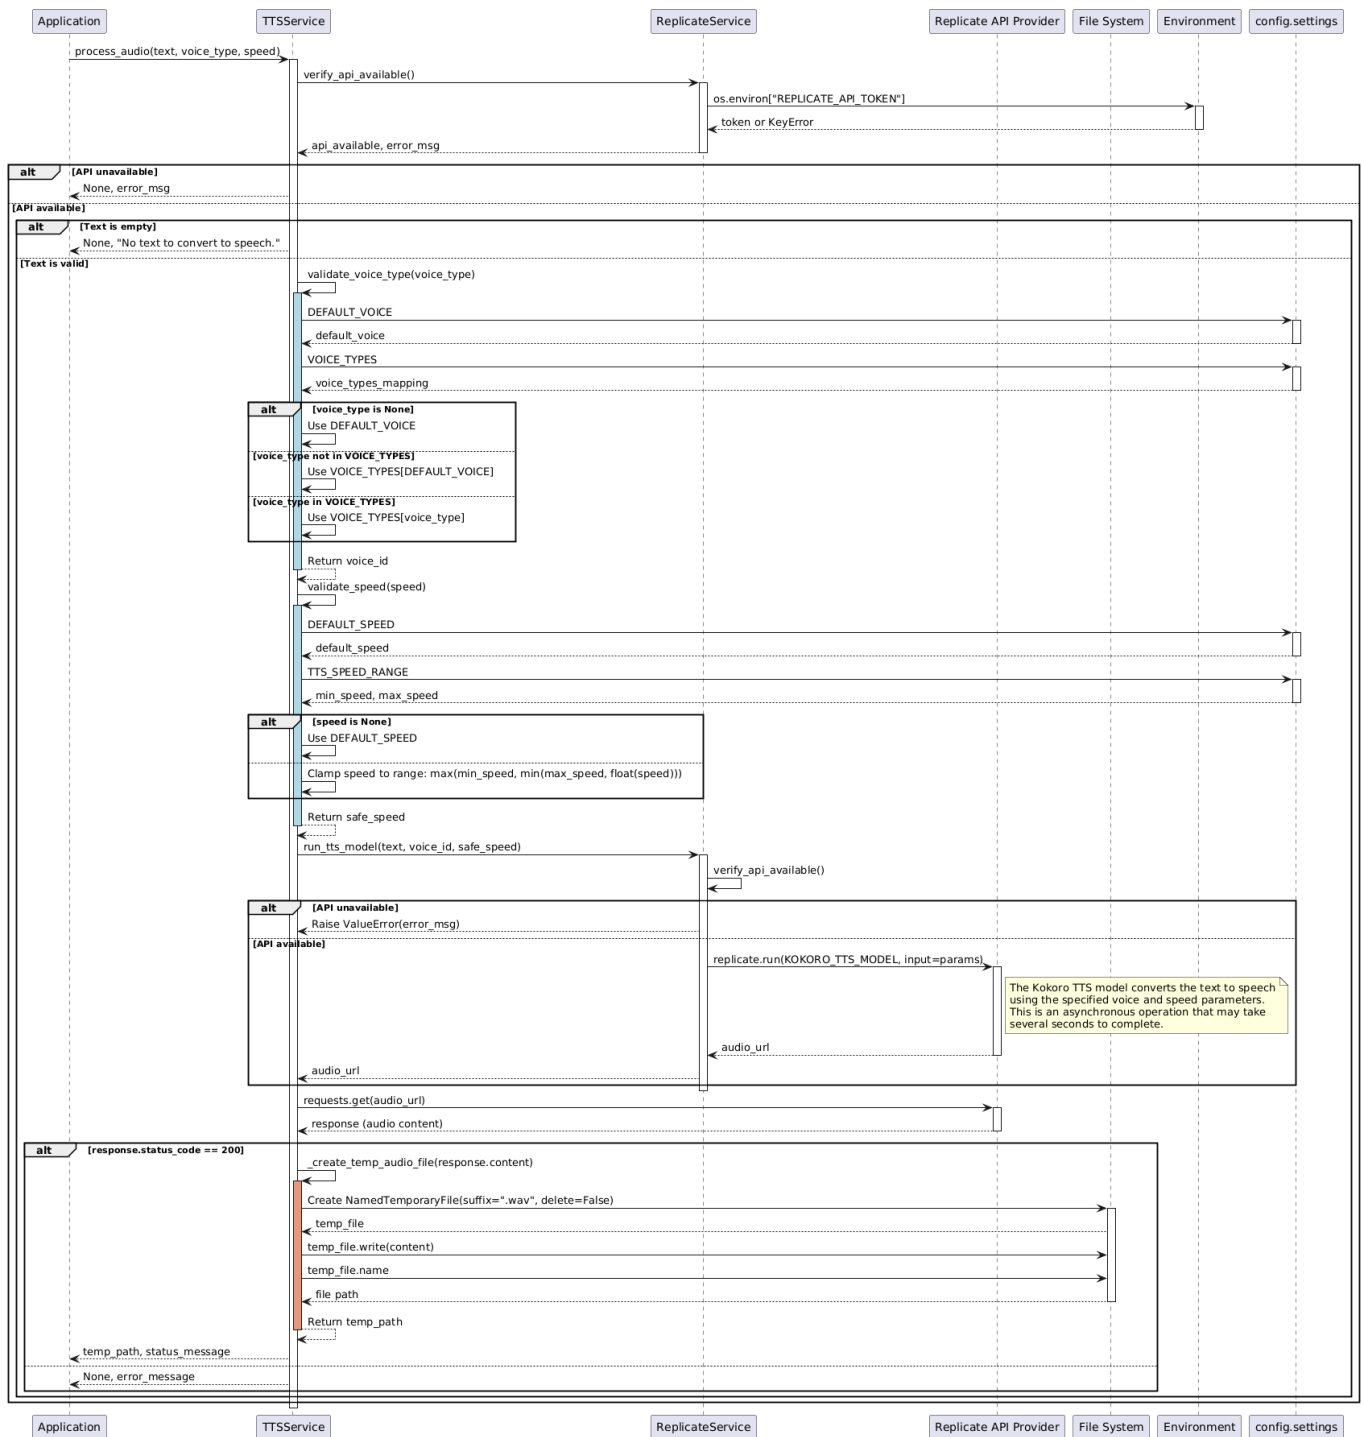 Application
TTSService
ReplicateService
Replicate API Provider
File System
Environment
config.settings
process_audio(text, voice_type, speed)
verify_api_available()
os.environ["REPLICATE_API_TOKEN"]
token or KeyError
api_available, error_msg
alt [API unavailable]
None, error_msg
[API available]
alt [Text is empty]
None, "No text to convert to speech."
[Text is valid]
validate_voice_type(voice_type)
DEFAULT_VOICE
default_voice
VOICE_TYPES
voice_types_mapping
alt [voice_type is None]
Use DEFAULT_VOICE
[voice_type not in VOICE_TYPES]
Use VOICE_TYPES[DEFAULT_VOICE]
[voice_type in VOICE_TYPES]
Use VOICE_TYPES[voice_type]
Return voice_id
validate_speed(speed)
DEFAULT_SPEED
default_speed
TTS_SPEED_RANGE
min_speed, max_speed
alt [speed is None]
Use DEFAULT_SPEED
Clamp speed to range: max(min_speed, min(max_speed, float(speed)))
Return safe_speed
run_tts_model(text, voice_id, safe_speed)
verify_api_available()
alt [API unavailable]
Raise ValueError(error_msg)
[API available]
replicate.run(KOKORO_TTS_MODEL, input=params)
The Kokoro TTS model converts the text to speech
using the specified voice and speed parameters.
This is an asynchronous operation that may take
several seconds to complete.
audio_url
audio_url
requests.get(audio_url)
response (audio content)
alt [response.status_code == 200]
_create_temp_audio_file(response.content)
Create NamedTemporaryFile(suffix=".wav", delete=False)
temp_file
temp_file.write(content)
temp_file.name
file path
Return temp_path
temp_path, status_message
None, error_message
Application
TTSService
ReplicateService
Replicate API Provider
File System
Environment
config.settings